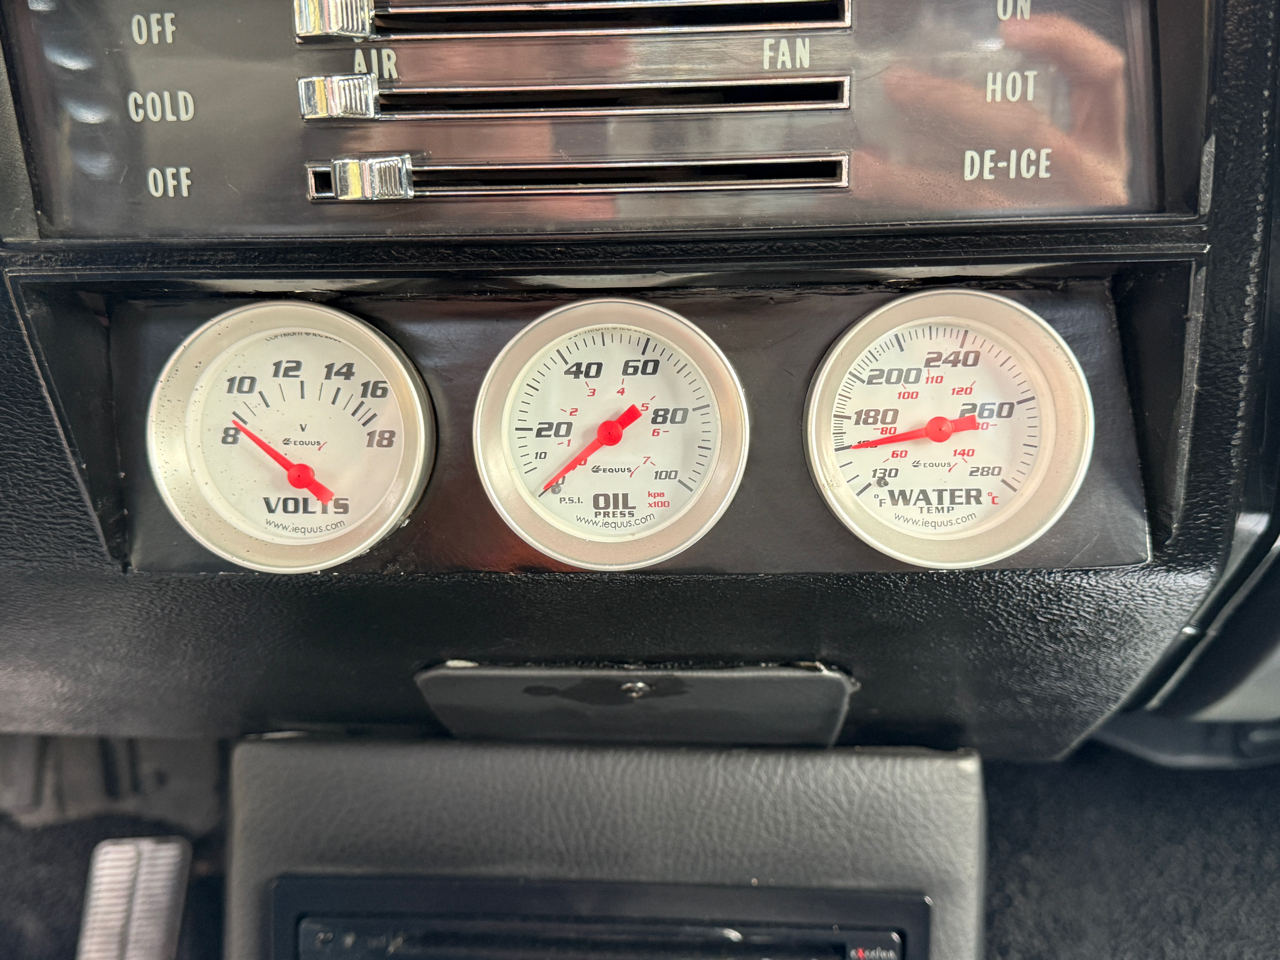 OFF
ON
AIR
FAN
COLD
HOT
OFF
DE-ICE
8 10 12 14 16 18
V
EQUUS
VOLTS
www.iequus.com
0 10 20 40 60 80 100
1 2 3 4 5 6 7
EQUUS
P.S.I.
OIL
PRESS
kpa
x100
www.iequus.com
130 180 200 240 260 280
60 80 100 110 120 140
EQUUS
°F
WATER
°C
TEMP
www.iequus.com